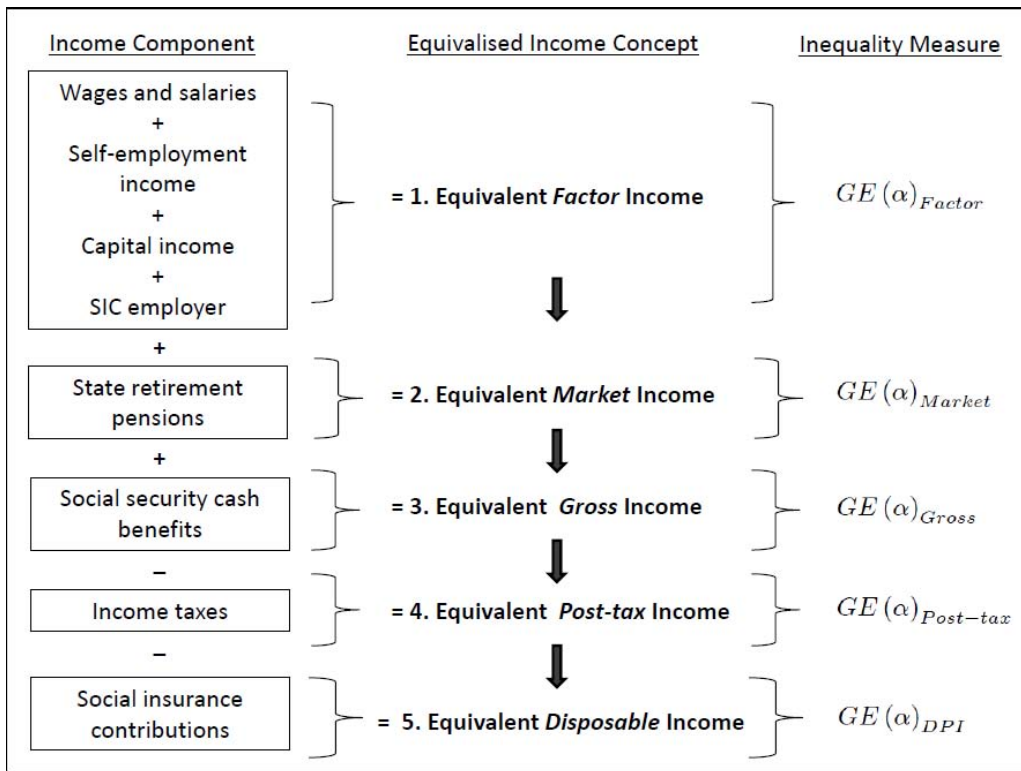 Income Component
Equivalised Income Concept
Inequality Measure
Wages and salaries
+
Self-employment
income
+
Capital income
+
SIC employer
= 1. Equivalent Factor Income
GE (α)Factor
+
State retirement
pensions
= 2. Equivalent Market Income
GE (α)Market
+
Social security cash
benefits
= 3. Equivalent Gross Income
GE (α)Gross
–
Income taxes
= 4. Equivalent Post-tax Income
GE (α)Post−tax
–
Social insurance
contributions
= 5. Equivalent Disposable Income
GE (α)DPI